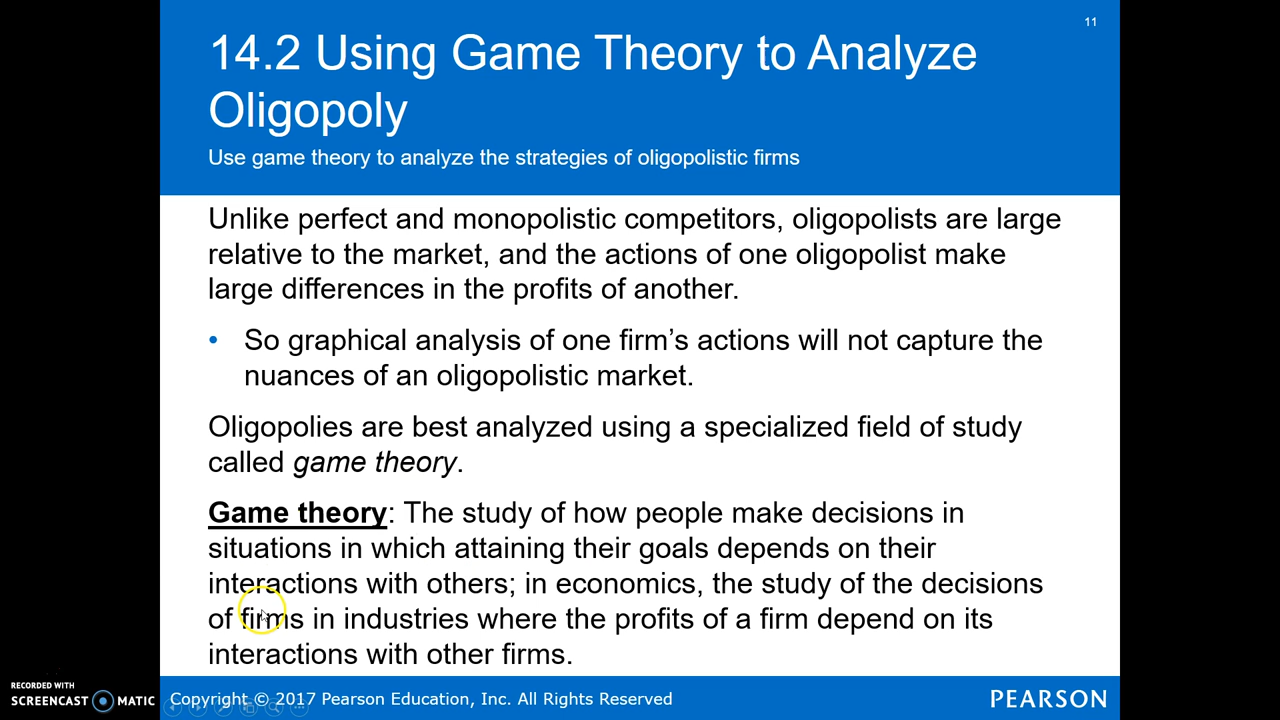 11
14.2 Using Game Theory to Analyze
Oligopoly
Use game theory to analyze the strategies of oligopolistic firms
Unlike perfect and monopolistic competitors, oligopolists are large
relative to the market, and the actions of one oligopolist make
large differences in the profits of another.
• So graphical analysis of one firm’s actions will not capture the
nuances of an oligopolistic market.
Oligopolies are best analyzed using a specialized field of study
called game theory.
Game theory: The study of how people make decisions in
situations in which attaining their goals depends on their
interactions with others; in economics, the study of the decisions
of firms in industries where the profits of a firm depend on its
interactions with other firms.
RECORDED WITH
SCREENCAST MATIC
Copyright © 2017 Pearson Education, Inc. All Rights Reserved
PEARSON